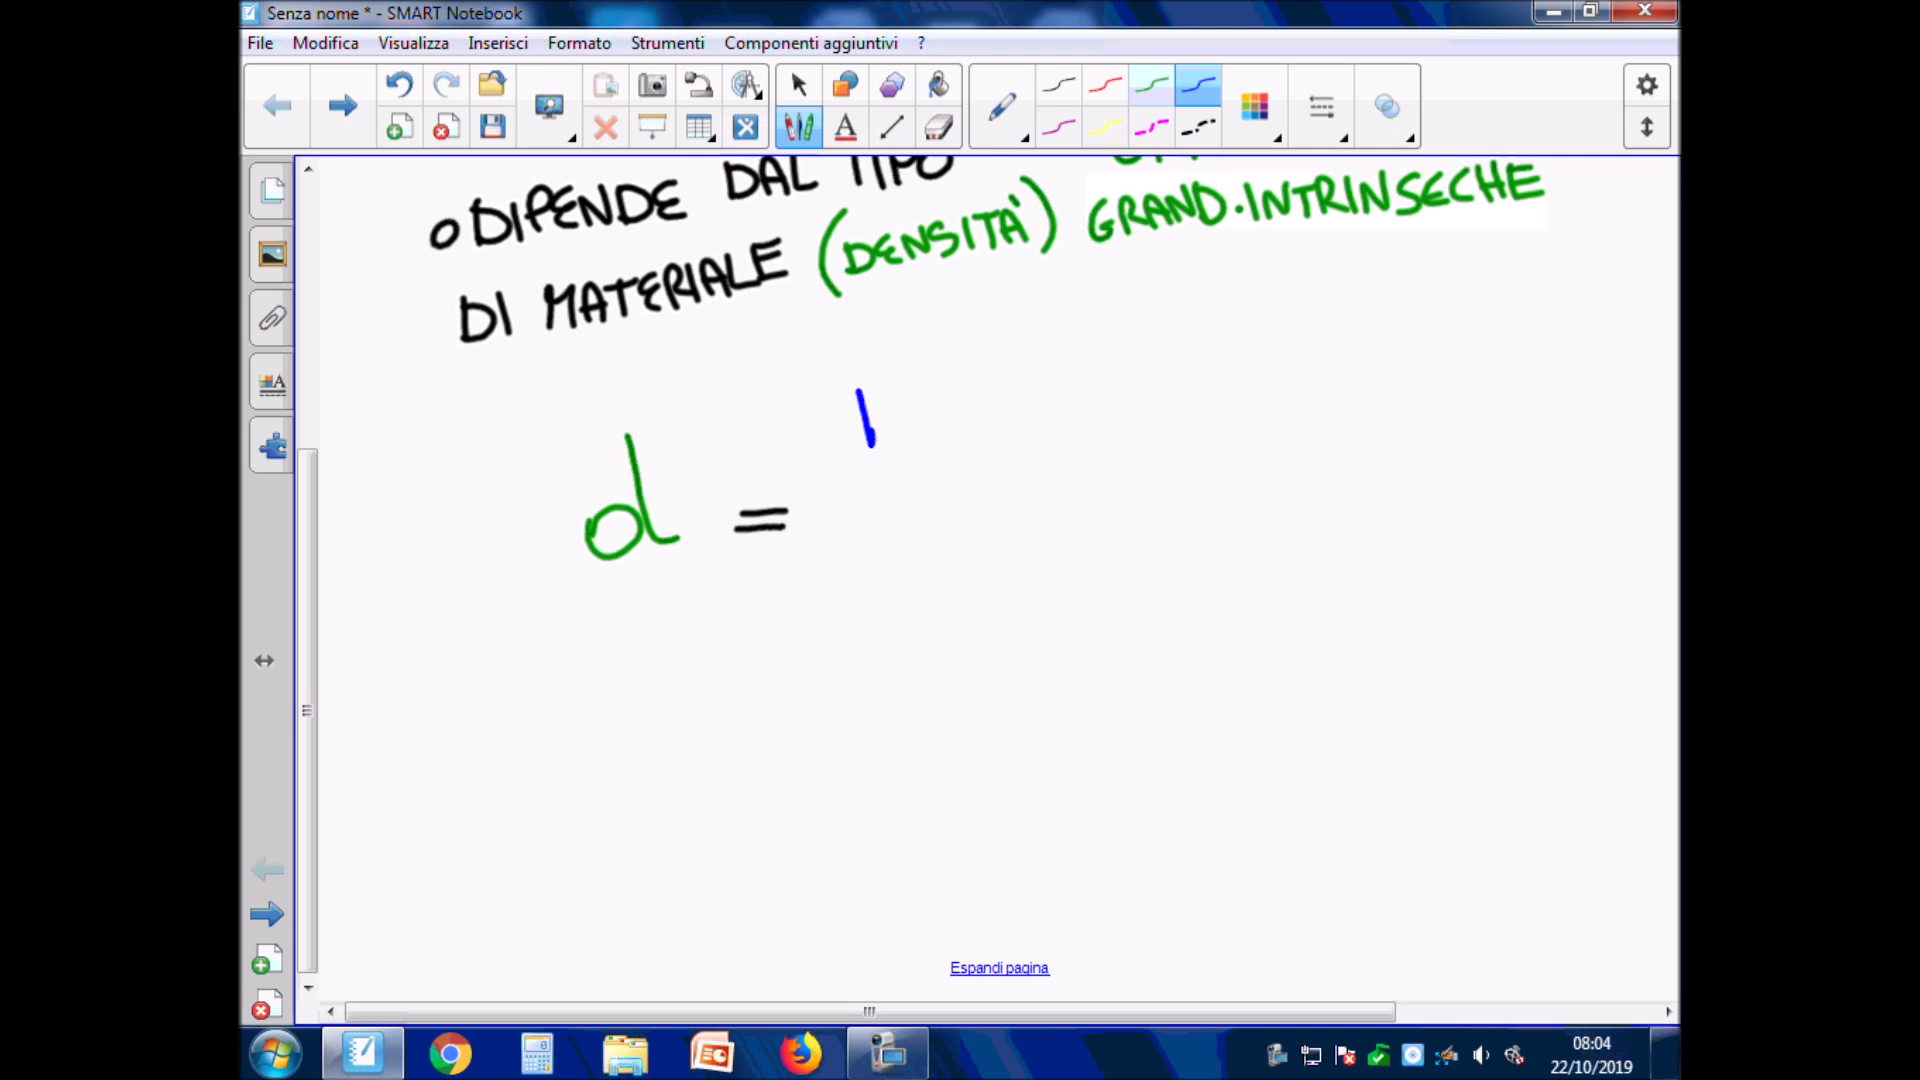 Senza nome * - SMART Notebook
File Modifica Visualizza Inserisci Formato Strumenti Componenti aggiuntivi ?
O DIPENDE DAL TIPO
DI MATERIALE (DENSITÀ) GRAND.INTRINSECHE
d =
Espandi pagina
08:04
22/10/2019